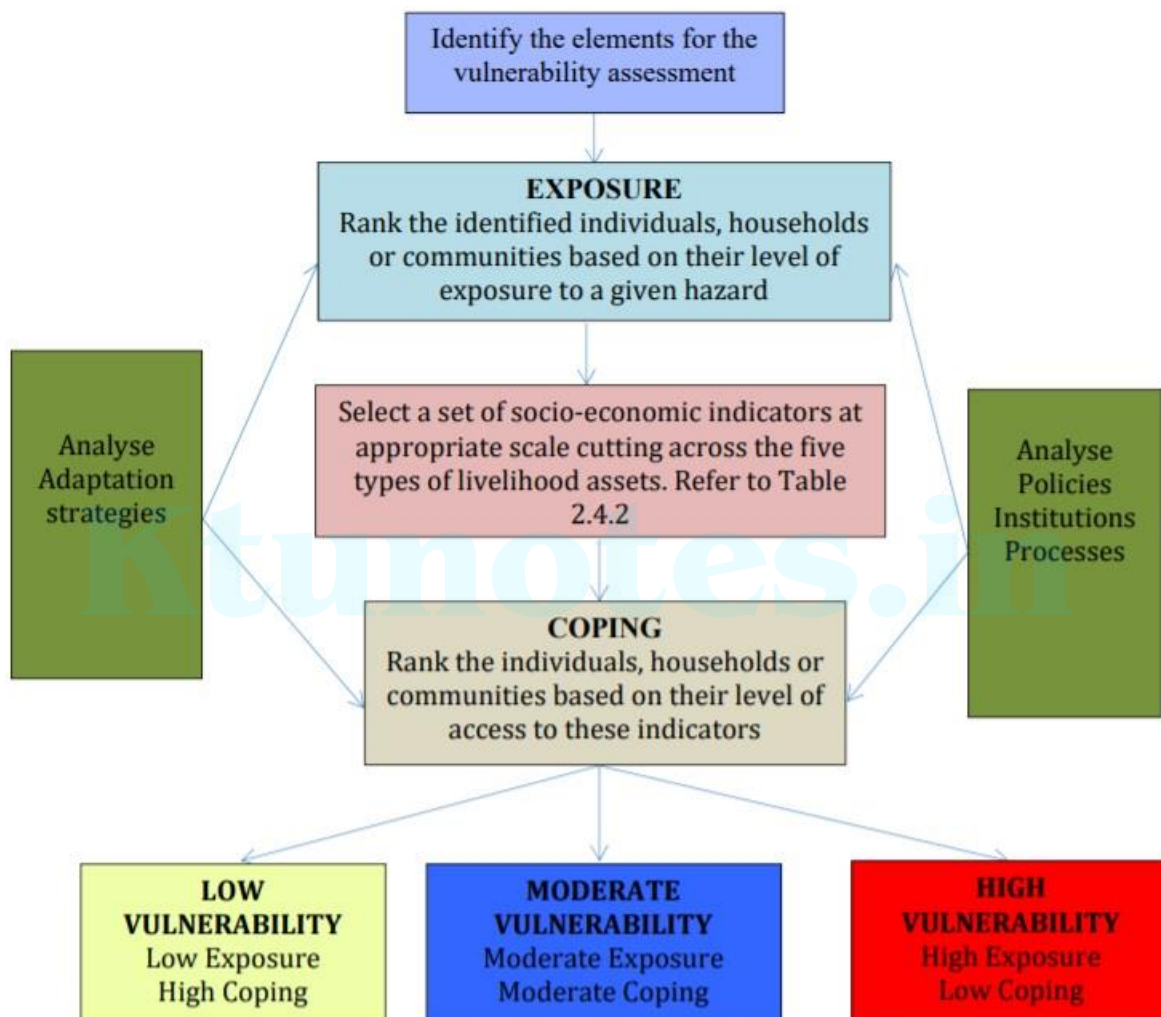 Identify the elements for the
vulnerability assessment
EXPOSURE
Rank the identified individuals, households
or communities based on their level of
exposure to a given hazard
Analyse
Adaptation
strategies
Select a set of socio-economic indicators at
appropriate scale cutting across the five
types of livelihood assets. Refer to Table
2.4.2
Analyse
Policies
Institutions
Processes
Ktunotes.in
COPING
Rank the individuals, households or
communities based on their level of
access to these indicators
LOW
VULNERABILITY
Low Exposure
High Coping
MODERATE
VULNERABILITY
Moderate Exposure
Moderate Coping
HIGH
VULNERABILITY
High Exposure
Low Coping